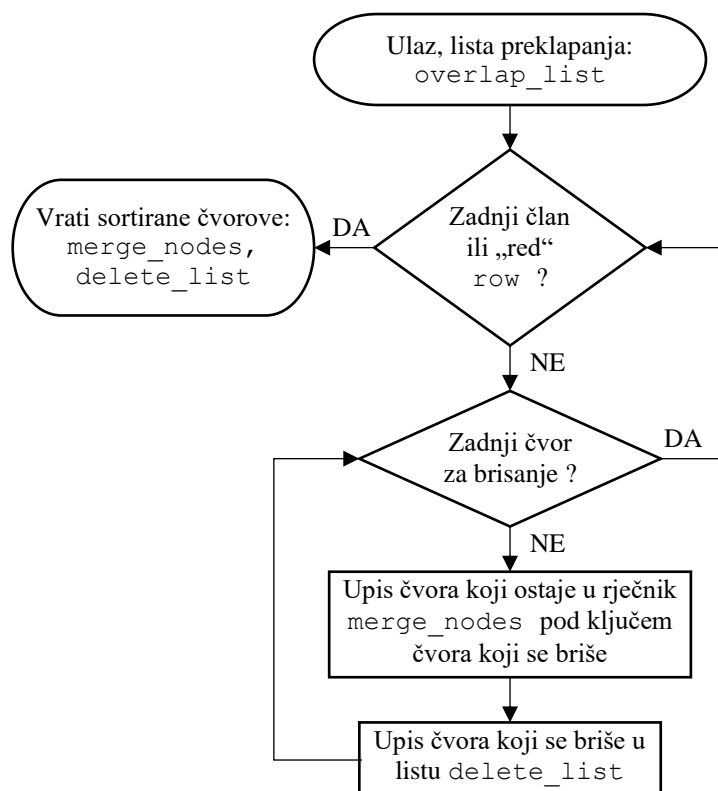 Ulaz, lista preklapanja:
overlap_list
Zadnji član
ili „red“
row ?
DA
Vrati sortirane čvorove:
merge_nodes,
delete_list
NE
Zadnji čvor
za brisanje ?
DA
NE
Upis čvora koji ostaje u rječnik
merge_nodes pod ključem
čvora koji se briše
Upis čvora koji se briše u
listu delete_list